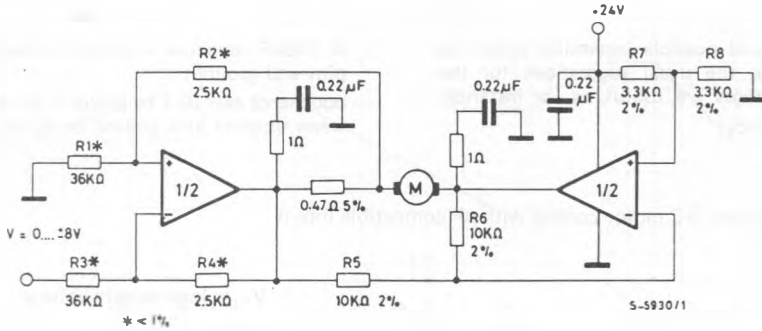 +24V
R2*
2.5KΩ
0.22µF
0.22µF
0.22
µF
R7
3.3KΩ
2%
R8
3.3KΩ
2%
R1*
36KΩ
1Ω
1Ω
+
1/2
-
0.47Ω 5%
M
+
1/2
-
R6
10KΩ
2%
V = 0....8V
R3*
36KΩ
R4*
2.5KΩ
R5
10KΩ 2%
* < 1%
S-5930/1